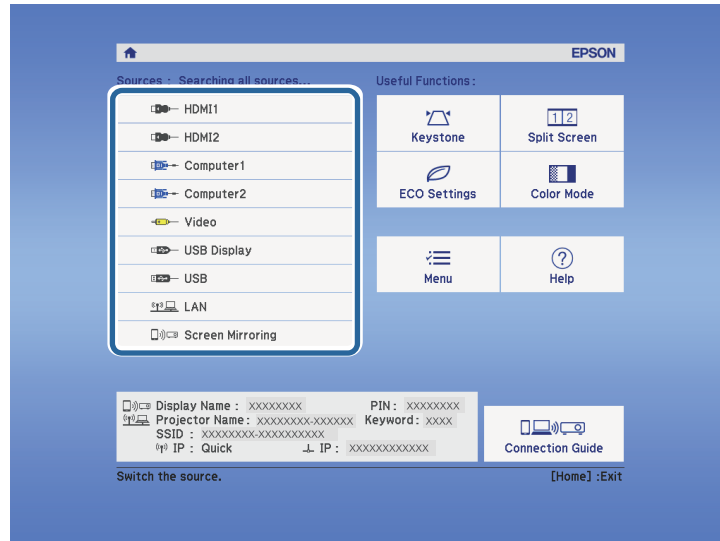 EPSON
Sources : Searching all sources...
HDMI1
HDMI2
Computer1
Computer2
Video
USB Display
USB
LAN
Screen Mirroring
Useful Functions :
Keystone
1 2
Split Screen
ECO Settings
Color Mode
Menu
? 
Help
Display Name : XXXXXXXX PIN : XXXXXXXX
Projector Name : XXXXXXXX-XXXXXX Keyword : XXXX
SSID : XXXXXXXX-XXXXXXXXXX
IP : Quick IP : XXXXXXXXXXXX
Connection Guide
Switch the source. [Home] :Exit